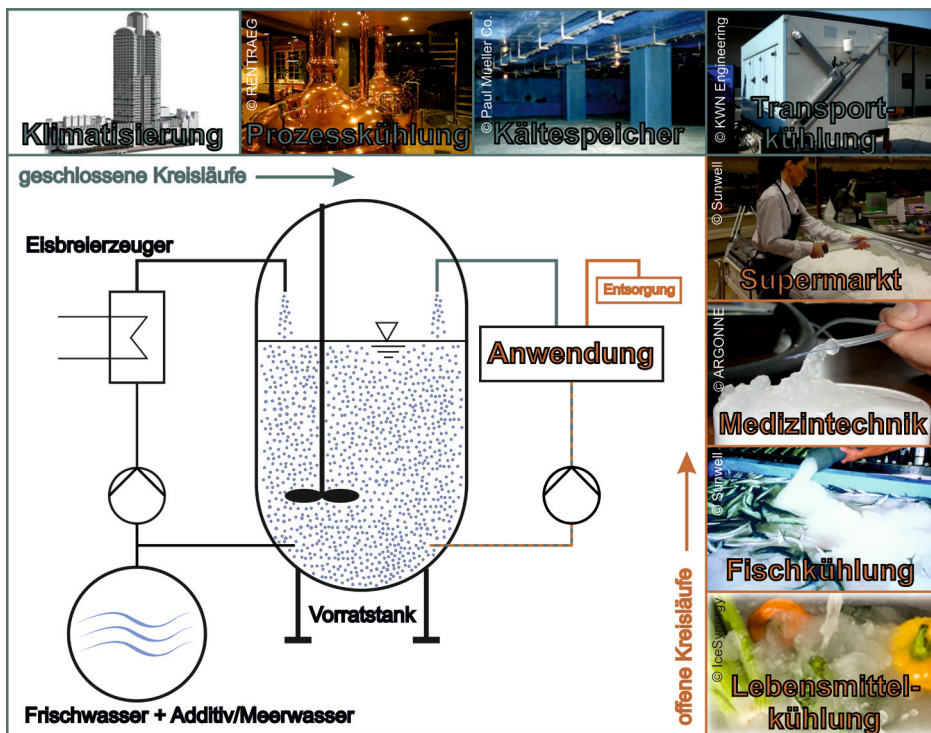 © RENTRAEG
© Paul Mueller Co.
© KWN Engineering
Klimatisierung
Prozesskühlung
Kältespeicher
Transport-
kühlung
geschlossene Kreisläufe
© Sunwell
Supermarkt
Eisbreierzeuger
Entsorgung
Anwendung
© ARGONNE
Medizintechnik
© Sunwell
Fischkühlung
offene Kreisläufe
Vorratstank
© IceSynergy
Lebensmittel-
kühlung
Frischwasser + Additiv/Meerwasser